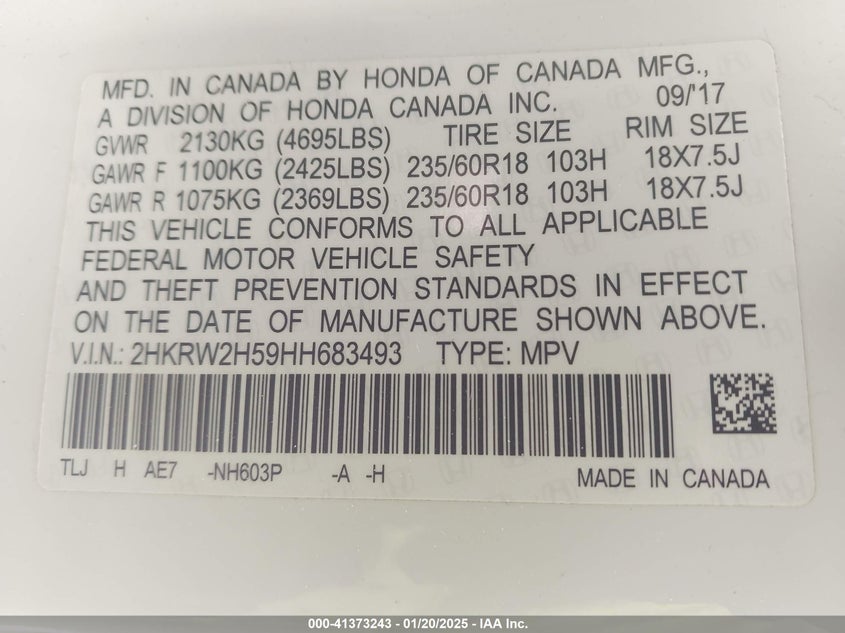 MFD. IN CANADA BY HONDA OF CANADA MFG.,
A DIVISION OF HONDA CANADA INC. 09/'17
GVWR 2130KG (4695LBS) TIRE SIZE RIM SIZE
GAWR F 1100KG (2425LBS) 235/60R18 103H 18X7.5J
GAWR R 1075KG (2369LBS) 235/60R18 103H 18X7.5J
THIS VEHICLE CONFORMS TO ALL APPLICABLE
FEDERAL MOTOR VEHICLE SAFETY
AND THEFT PREVENTION STANDARDS IN EFFECT
ON THE DATE OF MANUFACTURE SHOWN ABOVE.
V.I.N.: 2HKRW2H59HH683493 TYPE: MPV
TLJ H AE7 -NH603P -A -H MADE IN CANADA
000-41373243 - 01/20/2025 - IAA Inc.